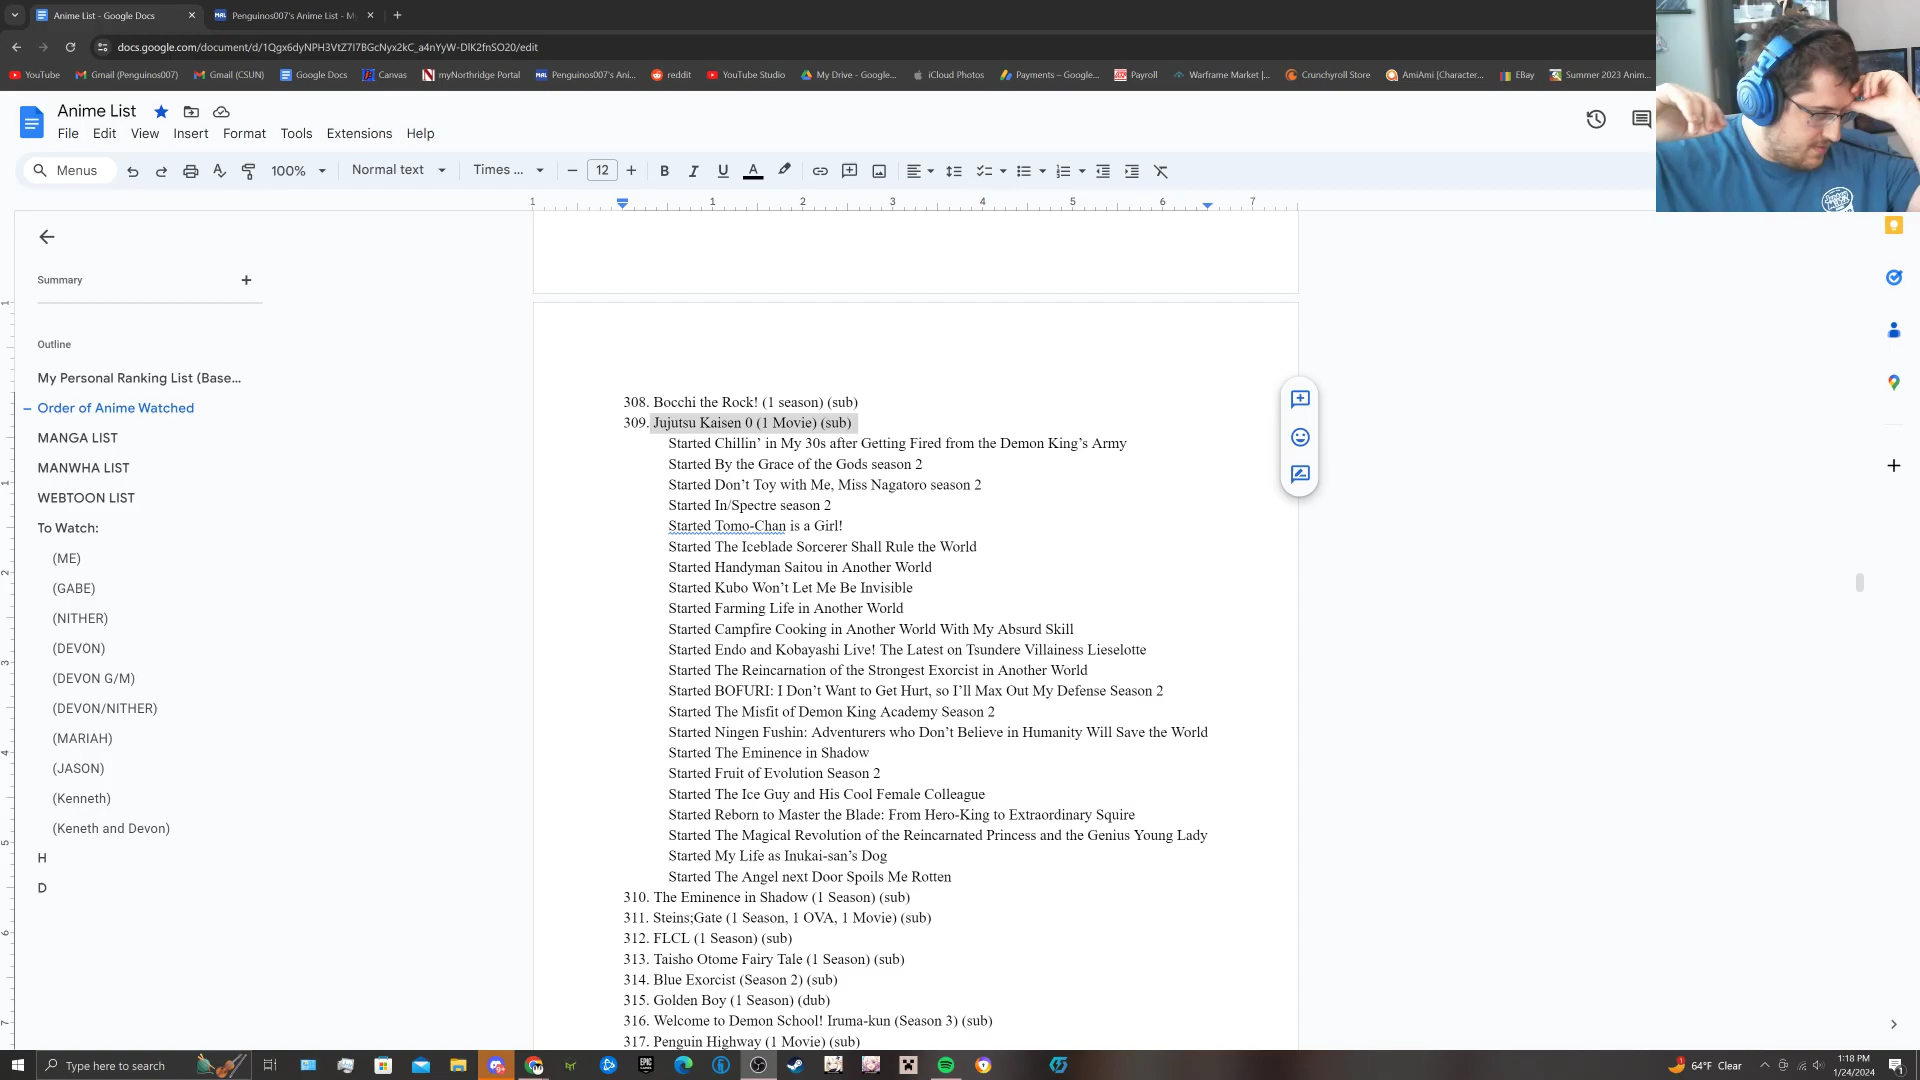 Anime List - Google Docs
Penguinos007's Anime List - My
docs.google.com/document/d/1Qgx6dyNPH3VtZ7I7BGcNyx2kC_a4nYyW-DlK2fnSO20/edit
YouTube
Gmail (Penguinos007)
Gmail (CSUN)
Google Docs
Canvas
myNorthridge Portal
Penguinos007's Ani...
reddit
YouTube Studio
My Drive - Google...
iCloud Photos
Payments – Google...
Payroll
Warframe Market |...
Crunchyroll Store
AmiAmi [Character...
EBay
Summer 2023 Anim...
Anime List
File Edit View Insert Format Tools Extensions Help
Menus
100%
Normal text
Times ...
12
1 1 2 3 4 5 6 7
Summary
Outline
My Personal Ranking List (Base...
Order of Anime Watched
MANGA LIST
MANWHA LIST
WEBTOON LIST
To Watch:
(ME)
(GABE)
(NITHER)
(DEVON)
(DEVON G/M)
(DEVON/NITHER)
(MARIAH)
(JASON)
(Kenneth)
(Keneth and Devon)
H
D
308. Bocchi the Rock! (1 season) (sub)
309. Jujutsu Kaisen 0 (1 Movie) (sub)
Started Chillin’ in My 30s after Getting Fired from the Demon King’s Army
Started By the Grace of the Gods season 2
Started Don’t Toy with Me, Miss Nagatoro season 2
Started In/Spectre season 2
Started Tomo-Chan is a Girl!
Started The Iceblade Sorcerer Shall Rule the World
Started Handyman Saitou in Another World
Started Kubo Won’t Let Me Be Invisible
Started Farming Life in Another World
Started Campfire Cooking in Another World With My Absurd Skill
Started Endo and Kobayashi Live! The Latest on Tsundere Villainess Lieselotte
Started The Reincarnation of the Strongest Exorcist in Another World
Started BOFURI: I Don’t Want to Get Hurt, so I’ll Max Out My Defense Season 2
Started The Misfit of Demon King Academy Season 2
Started Ningen Fushin: Adventurers who Don’t Believe in Humanity Will Save the World
Started The Eminence in Shadow
Started Fruit of Evolution Season 2
Started The Ice Guy and His Cool Female Colleague
Started Reborn to Master the Blade: From Hero-King to Extraordinary Squire
Started The Magical Revolution of the Reincarnated Princess and the Genius Young Lady
Started My Life as Inukai-san’s Dog
Started The Angel next Door Spoils Me Rotten
310. The Eminence in Shadow (1 Season) (sub)
311. Steins;Gate (1 Season, 1 OVA, 1 Movie) (sub)
312. FLCL (1 Season) (sub)
313. Taisho Otome Fairy Tale (1 Season) (sub)
314. Blue Exorcist (Season 2) (sub)
315. Golden Boy (1 Season) (dub)
316. Welcome to Demon School! Iruma-kun (Season 3) (sub)
317. Penguin Highway (1 Movie) (sub)
Type here to search
64°F Clear
1:18 PM
1/24/2024